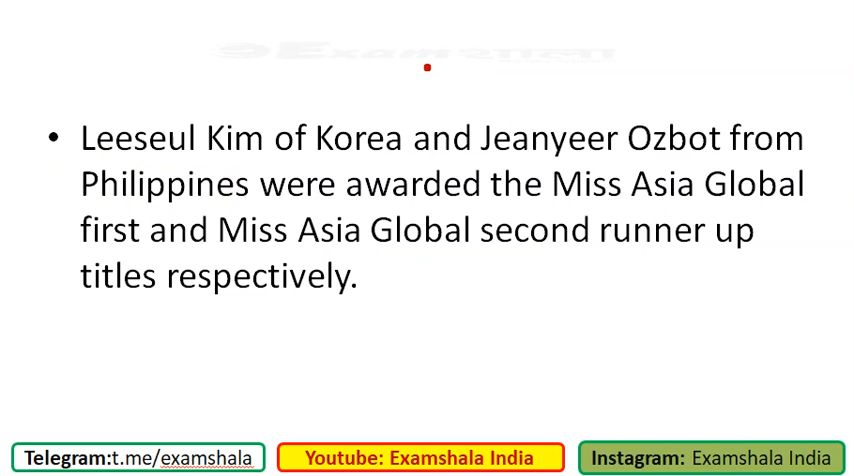 Examशाला
• Leeseul Kim of Korea and Jeanyeer Ozbot from
Philippines were awarded the Miss Asia Global
first and Miss Asia Global second runner up
titles respectively.
Telegram:t.me/examshala
Youtube: Examshala India
Instagram: Examshala India